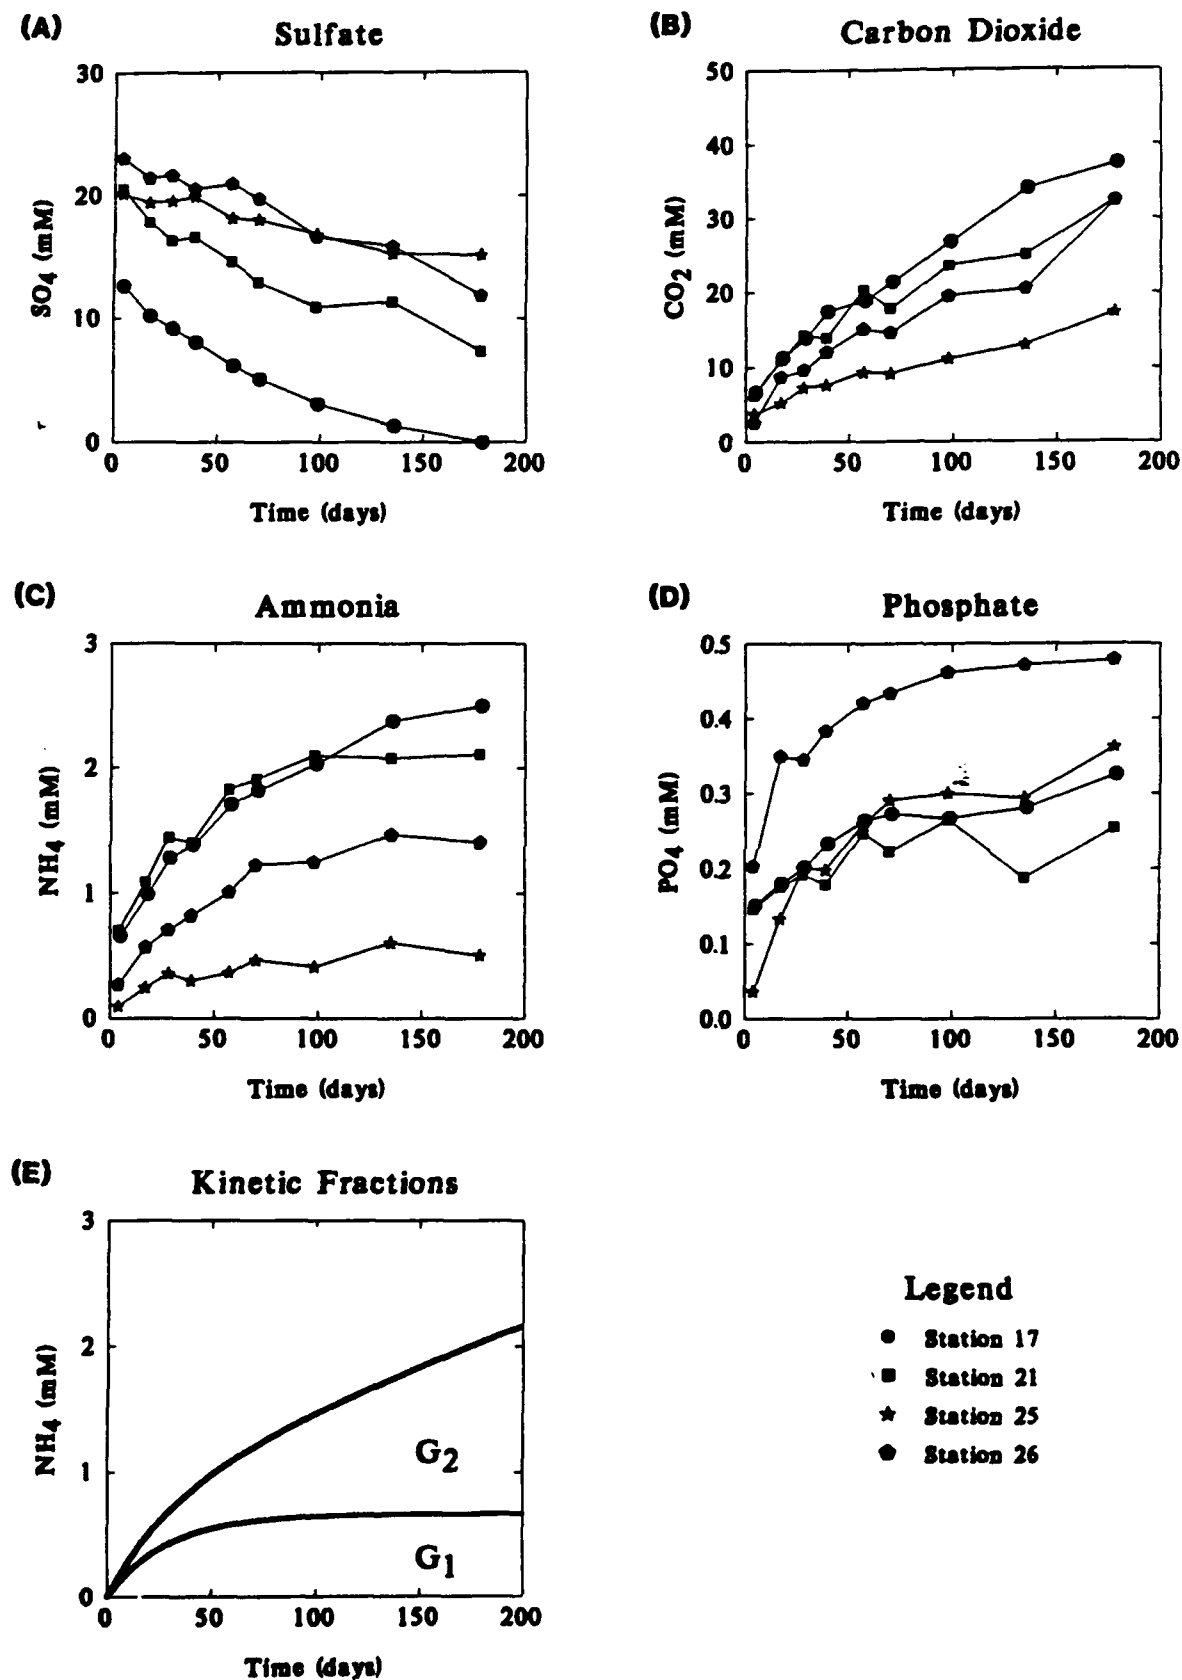 (A) Sulfate
30
20
10
0
SO4 (mM)
0 50 100 150 200
Time (days)
(B) Carbon Dioxide
50
40
30
20
10
0
CO2 (mM)
0 50 100 150 200
Time (days)
(C) Ammonia
3
2
1
0
NH4 (mM)
0 50 100 150 200
Time (days)
(D) Phosphate
0.5
0.4
0.3
0.2
0.1
0.0
PO4 (mM)
0 50 100 150 200
Time (days)
(E) Kinetic Fractions
3
2
1
0
NH4 (mM)
G2
G1
0 50 100 150 200
Time (days)
Legend
Station 17
Station 21
Station 25
Station 26